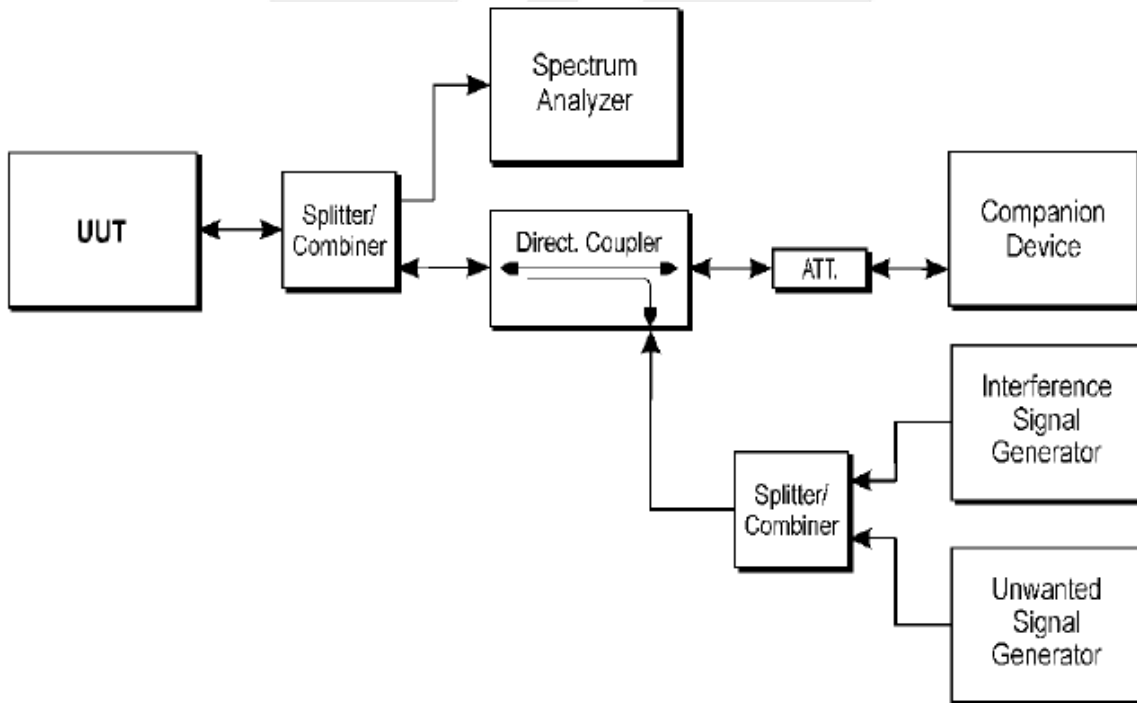 Spectrum
Analyzer
UUT
Splitter/
Combiner
Direct. Coupler
ATT.
Companion
Device
Interference
Signal
Generator
Splitter/
Combiner
Unwanted
Signal
Generator